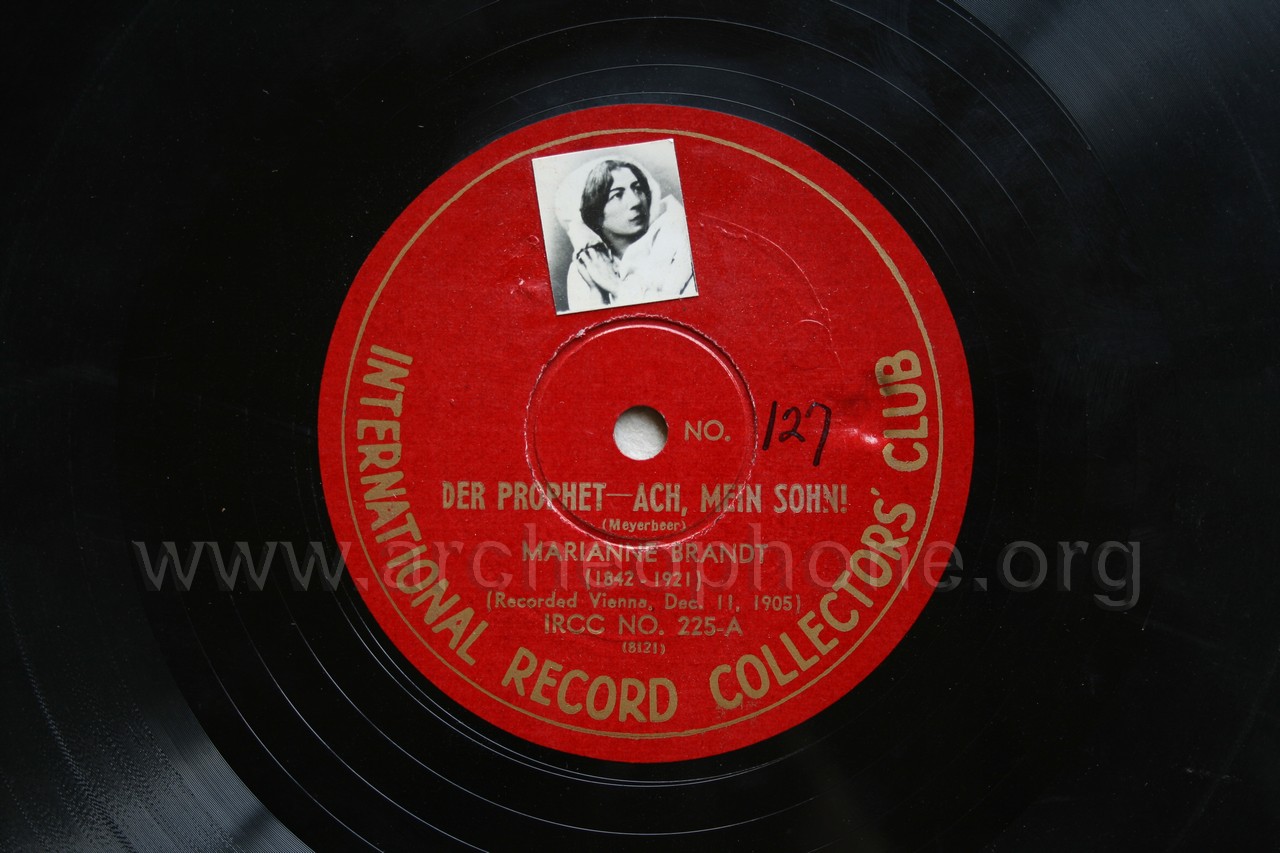 NO. 127
DER PROPHET—ACH, MEIN SOHN!
(Meyerbeer)
MARIANNE BRANDT
(1842 - 1921)
(Recorded Vienna, Dec. 11, 1905)
IRCC NO. 225-A
(8121)
INTERNATIONAL RECORD COLLECTORS' CLUB
www.archeophone.org